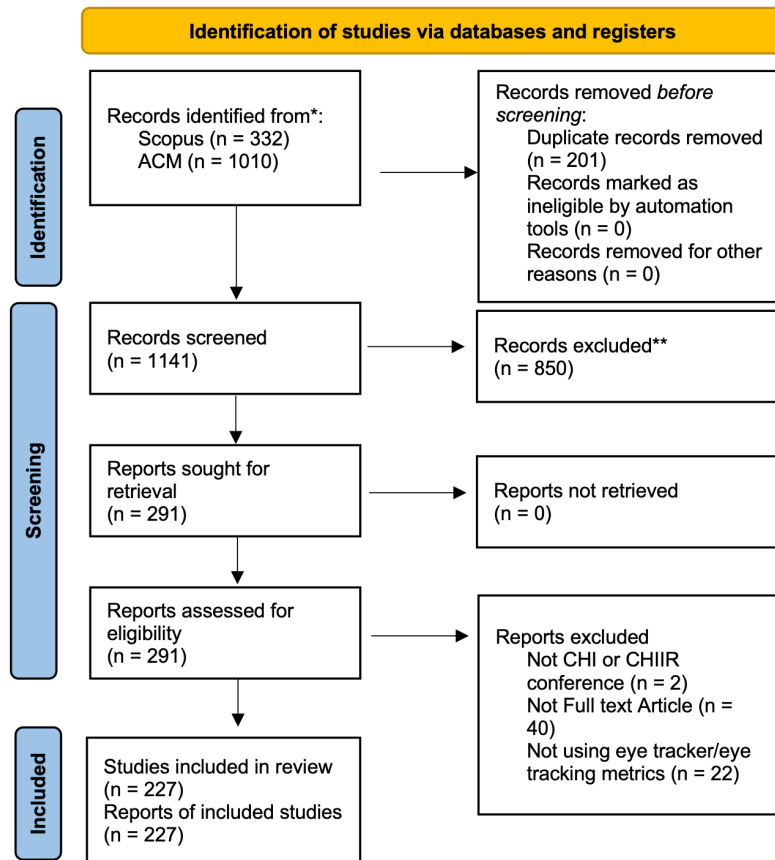 Identification of studies via databases and registers
Identification
Records identified from*:
Scopus (n = 332)
ACM (n = 1010)
Records removed before
screening:
Duplicate records removed
(n = 201)
Records marked as
ineligible by automation
tools (n = 0)
Records removed for other
reasons (n = 0)
Screening
Records screened
(n = 1141)
Records excluded**
(n = 850)
Reports sought for
retrieval
(n = 291)
Reports not retrieved
(n = 0)
Reports assessed for
eligibility
(n = 291)
Reports excluded
Not CHI or CHIIR
conference (n = 2)
Not Full text Article (n =
40)
Not using eye tracker/eye
tracking metrics (n = 22)
Included
Studies included in review
(n = 227)
Reports of included studies
(n = 227)